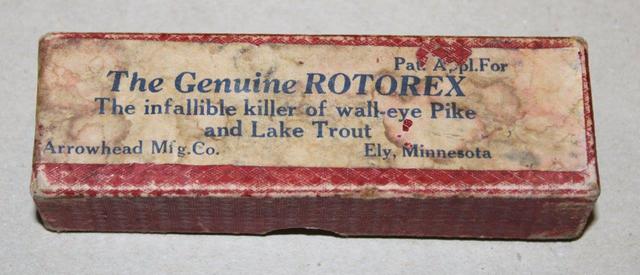 Pat. Appl.For
The Genuine ROTOREX
The infallible killer of wall-eye Pike
and Lake Trout
Arrowhead Mfg.Co. Ely, Minnesota